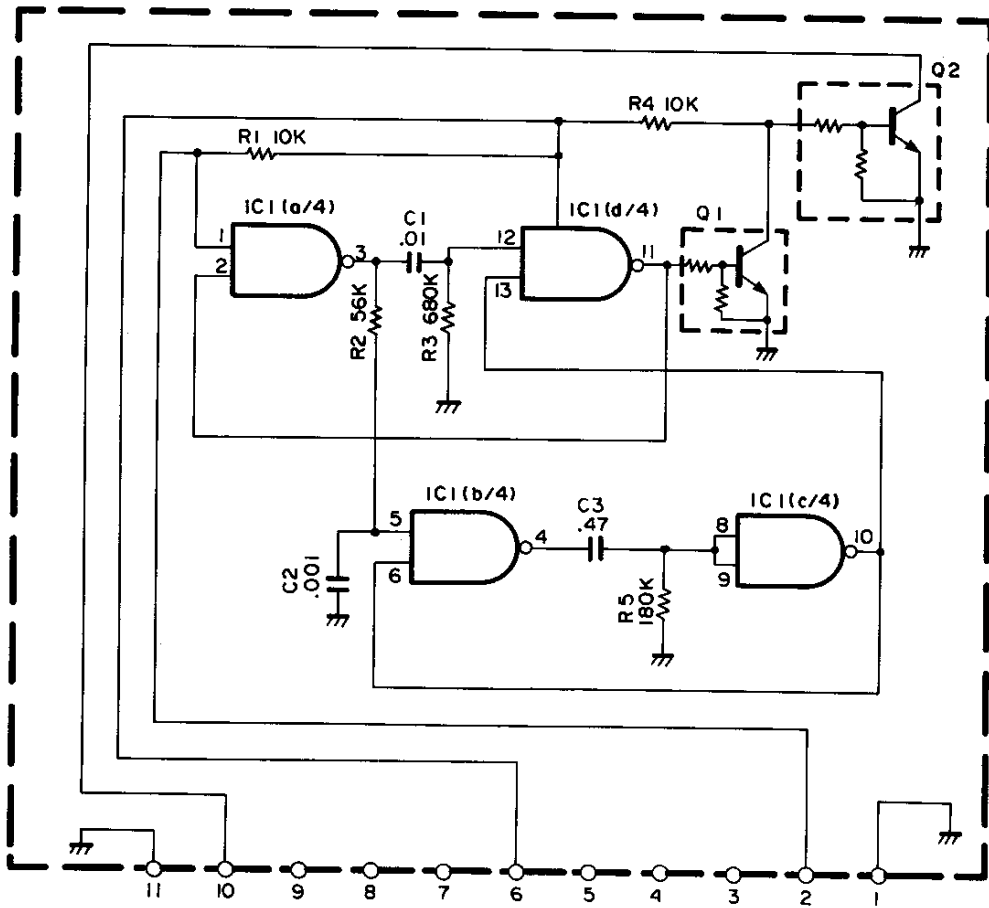 Q2
R4 10K
R1 10K
IC1(a/4)
C1
.01
IC1(d/4)
Q1
1
2
3
12
13
11
R2 56K
R3 680K
IC1(b/4)
C3
.47
IC1(c/4)
5
6
4
8
9
10
C2
.001
R5
180K
11
10
9
8
7
6
5
4
3
2
1